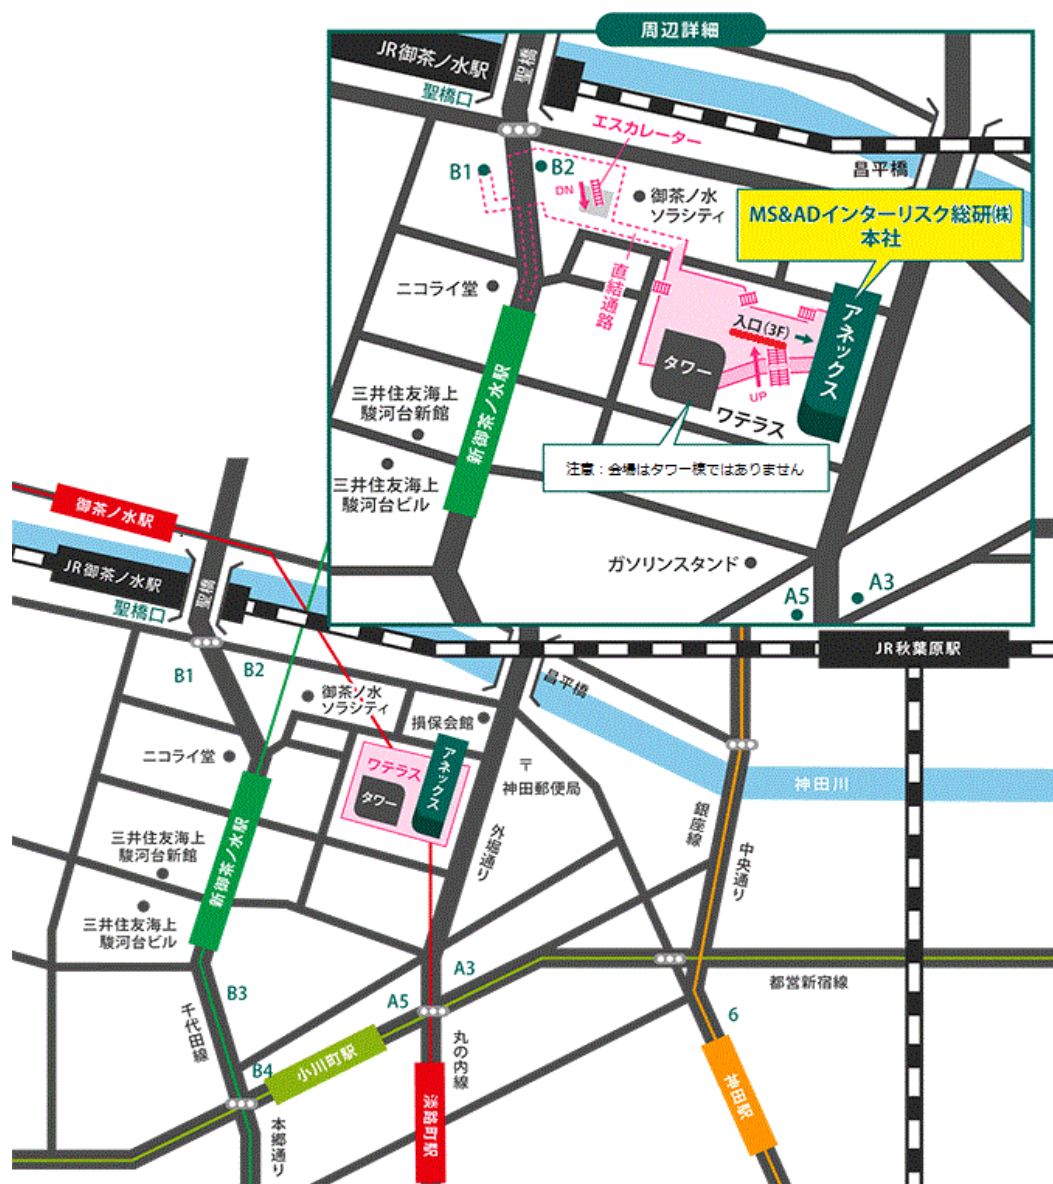 周辺詳細
JR御茶ノ水駅
聖橋口
聖橋
エスカレーター
B1
B2
DN
御茶ノ水
ソラシティ
昌平橋
MS&ADインターリスク総研㈱
本社
ニコライ堂
直結通路
入口(3F)
アネックス
タワー
UP
ワテラス
三井住友海上
駿河台新館
新御茶ノ水駅
注意：会場はタワー棟ではありません
三井住友海上
駿河台ビル
ガソリンスタンド
A5
A3
御茶ノ水駅
JR御茶ノ水駅
聖橋口
聖橋
JR秋葉原駅
B1
B2
御茶ノ水
ソラシティ
損保会館
昌平橋
ニコライ堂
ワテラス
タワー
アネックス
〒
神田郵便局
神田川
外堀通り
銀座線
中央通り
三井住友海上
駿河台新館
新御茶ノ水駅
三井住友海上
駿河台ビル
B3
A3
A5
都営新宿線
千代田線
B4
小川町駅
丸の内線
6
神田駅
淡路町駅
本郷通り